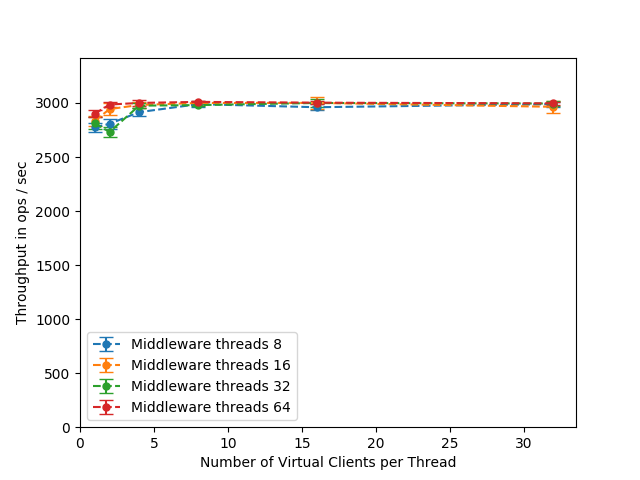 3000
2500
2000
1500
1000
500
0
Throughput in ops / sec
Middleware threads 8
Middleware threads 16
Middleware threads 32
Middleware threads 64
0 5 10 15 20 25 30
Number of Virtual Clients per Thread